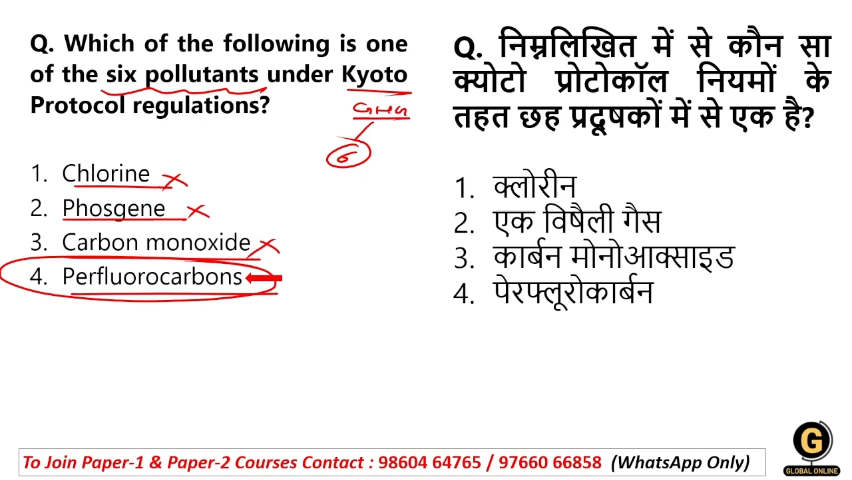 Q. Which of the following is one
of the six pollutants under Kyoto
Protocol regulations?
GHG
6
1. Chlorine
2. Phosgene
3. Carbon monoxide
4. Perfluorocarbons
Q. निम्नलिखित में से कौन सा
क्योटो प्रोटोकॉल नियमों के
तहत छह प्रदूषकों में से एक है?
1. क्लोरीन
2. एक विषैली गैस
3. कार्बन मोनोआक्साइड
4. पेरफ्लूरोकार्बन
G
GLOBAL ONLINE
To Join Paper-1 & Paper-2 Courses Contact : 98604 64765 / 97660 66858 (WhatsApp Only)